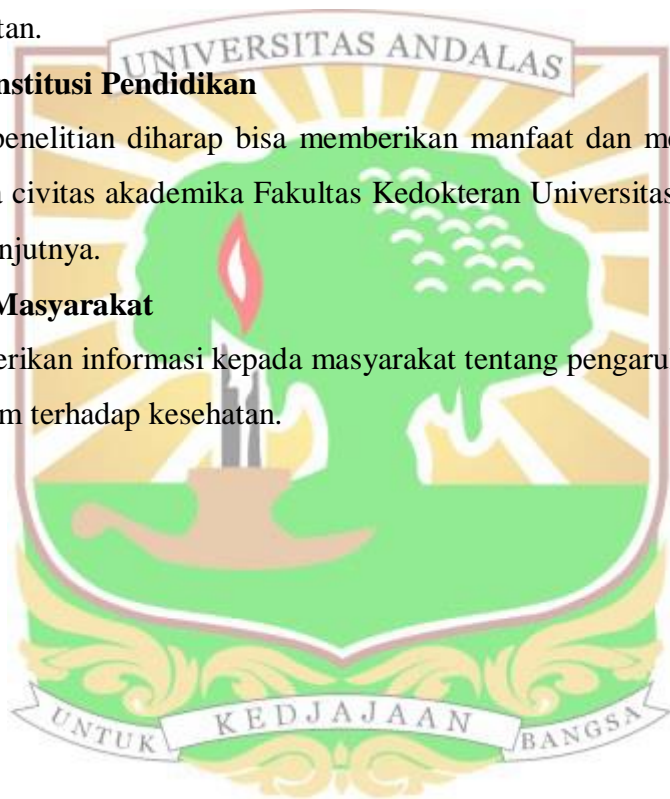 tan.
UNIVERSITAS ANDALAS
nstitusi Pendidikan
penelitian diharap bisa memberikan manfaat dan me
a civitas akademika Fakultas Kedokteran Universitas
njutnya.
Masyarakat
erikan informasi kepada masyarakat tentang pengaru
m terhadap kesehatan.
UNTUK KEDJAJAAN BANGSA